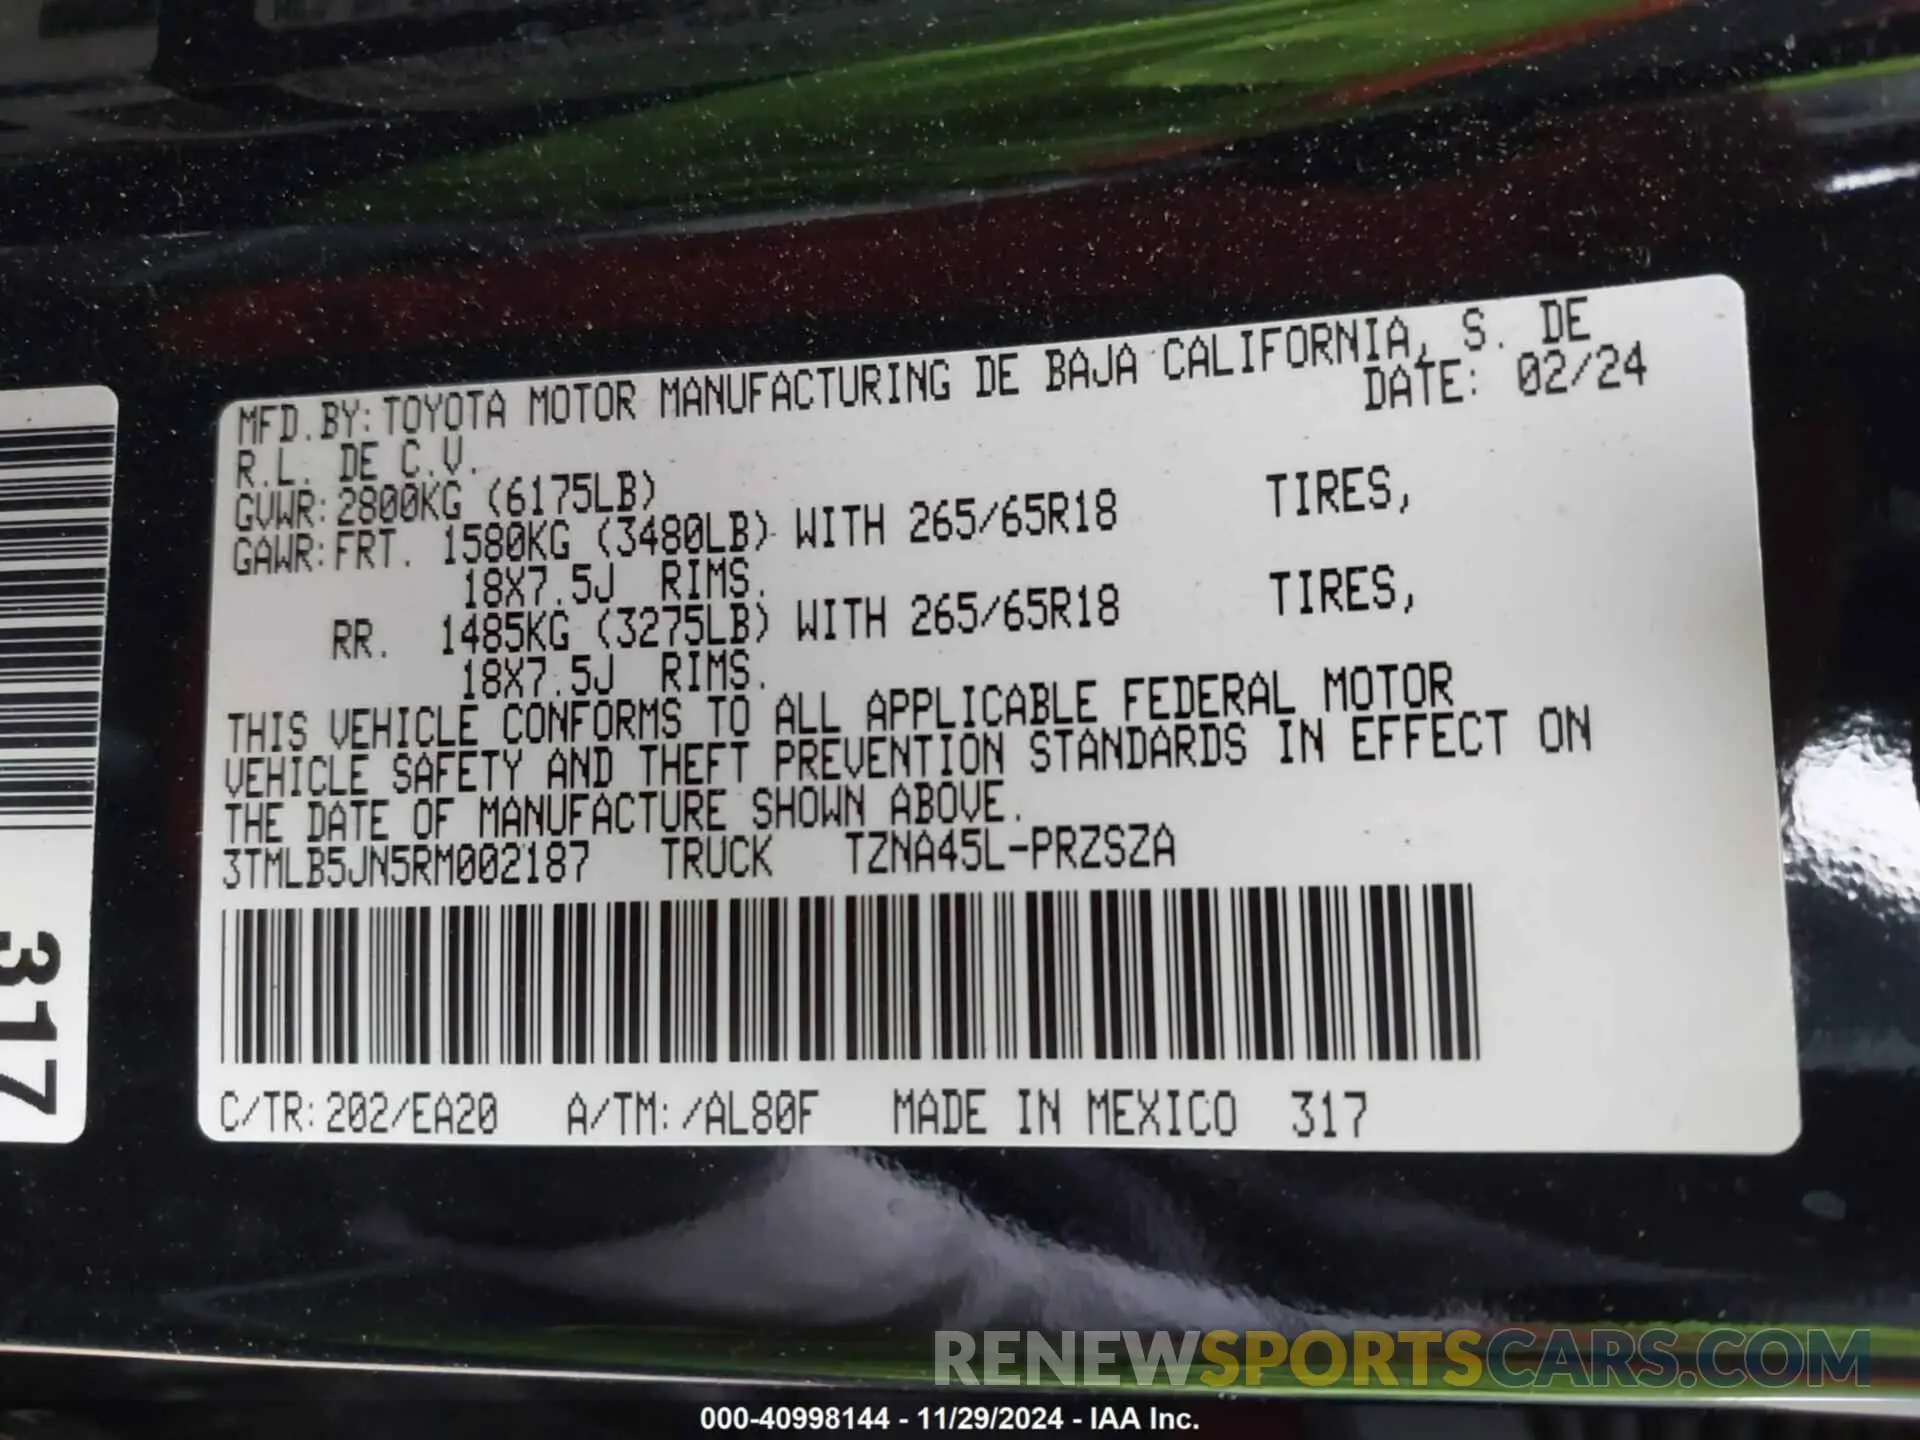 MFD.BY:TOYOTA MOTOR MANUFACTURING DE BAJA CALIFORNIA, S. DE
R.L. DE C.V. DATE: 02/24
GVWR:2800KG (6175LB)
GAWR:FRT. 1580KG (3480LB) WITH 265/65R18 TIRES,
18X7.5J RIMS.
RR. 1485KG (3275LB) WITH 265/65R18 TIRES,
18X7.5J RIMS.
THIS VEHICLE CONFORMS TO ALL APPLICABLE FEDERAL MOTOR
VEHICLE SAFETY AND THEFT PREVENTION STANDARDS IN EFFECT ON
THE DATE OF MANUFACTURE SHOWN ABOVE.
3TMLB5JN5RM002187 TRUCK TZNA45L-PRZSZA
C/TR:202/EA20 A/TM:/AL80F MADE IN MEXICO 317
317
RENEWSPORTSCARS.COM
000-40998144 - 11/29/2024 - IAA Inc.